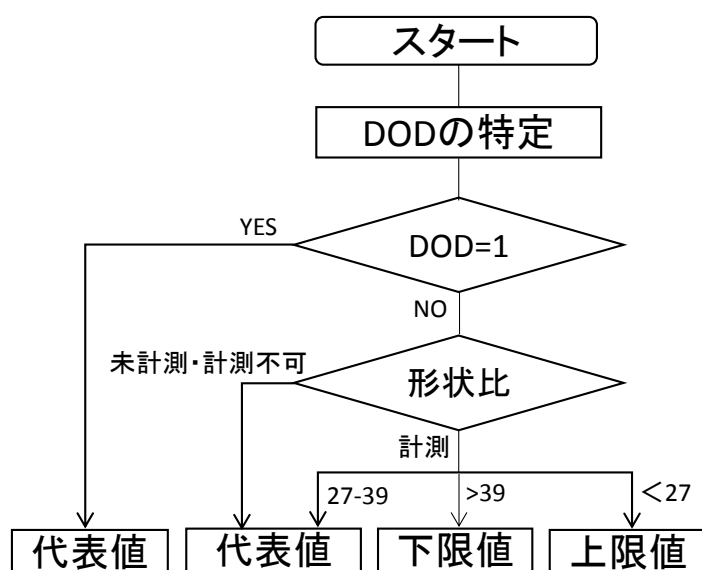 スタート
DODの特定
YES
DOD=1
NO
未計測・計測不可
形状比
計測
27-39
>39
＜27
代表値
代表値
下限値
上限値